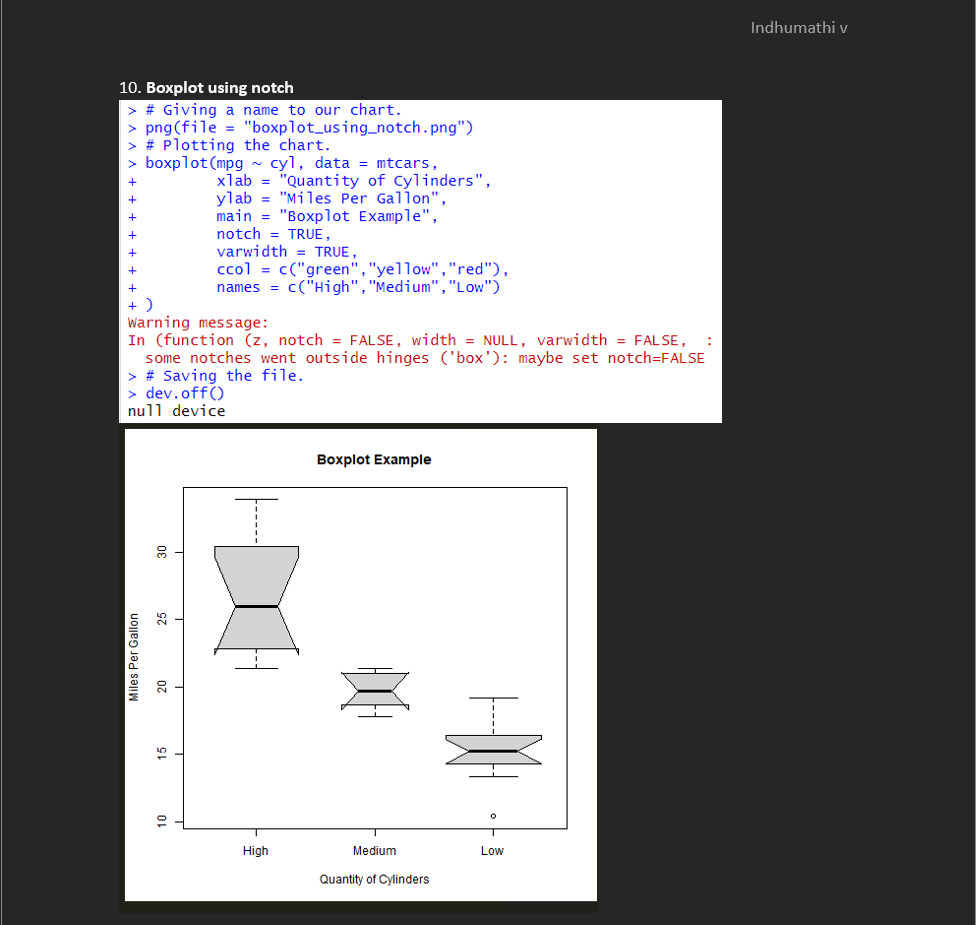 Indhumathi v
10. Boxplot using notch
> # Giving a name to our chart.
> png(file = "boxplot_using_notch.png")
> # Plotting the chart.
> boxplot(mpg ~ cyl, data = mtcars,
+ xlab = "Quantity of Cylinders",
+ ylab = "Miles Per Gallon",
+ main = "Boxplot Example",
+ notch = TRUE,
+ varwidth = TRUE,
+ ccol = c("green","yellow","red"),
+ names = c("High","Medium","Low")
+ )
Warning message:
In (function (z, notch = FALSE, width = NULL, varwidth = FALSE, :
some notches went outside hinges ('box'): maybe set notch=FALSE
> # Saving the file.
> dev.off()
null device
Boxplot Example
Miles Per Gallon
30
25
20
15
10
High Medium Low
Quantity of Cylinders